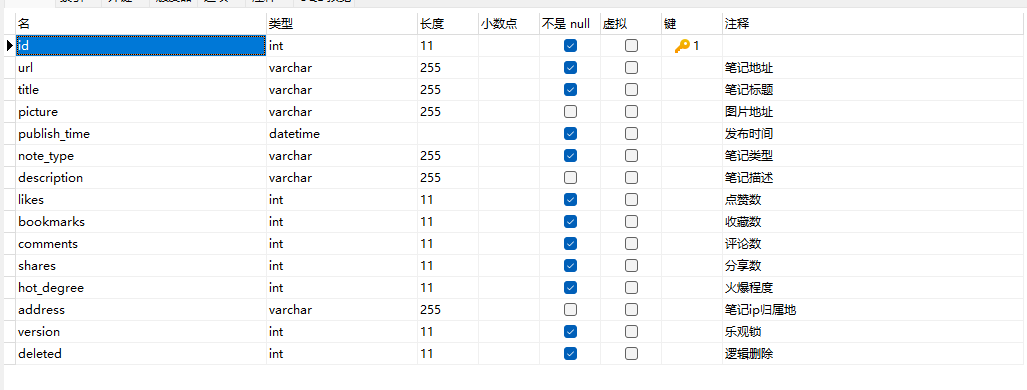 名 类型 长度 小数点 不是 null 虚拟 键 注释
id int 11 1
url varchar 255 笔记地址
title varchar 255 笔记标题
picture varchar 255 图片地址
publish_time datetime 发布时间
note_type varchar 255 笔记类型
description varchar 255 笔记描述
likes int 11 点赞数
bookmarks int 11 收藏数
comments int 11 评论数
shares int 11 分享数
hot_degree int 11 火爆程度
address varchar 255 笔记ip归属地
version int 11 乐观锁
deleted int 11 逻辑删除